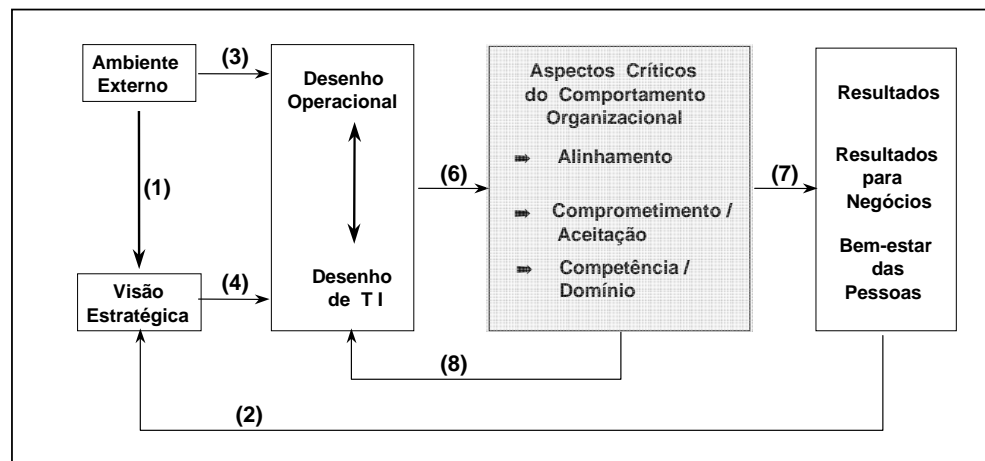 Ambiente
Externo
(1)
Visão
Estratégica
(3)
(4)
Desenho
Operacional
Desenho
de T I
(6)
Aspectos Críticos
do Comportamento
Organizacional
Alinhamento
Comprometimento /
Aceitação
Competência /
Domínio
(7)
Resultados
Resultados
para
Negócios
Bem-estar
das
Pessoas
(8)
(2)